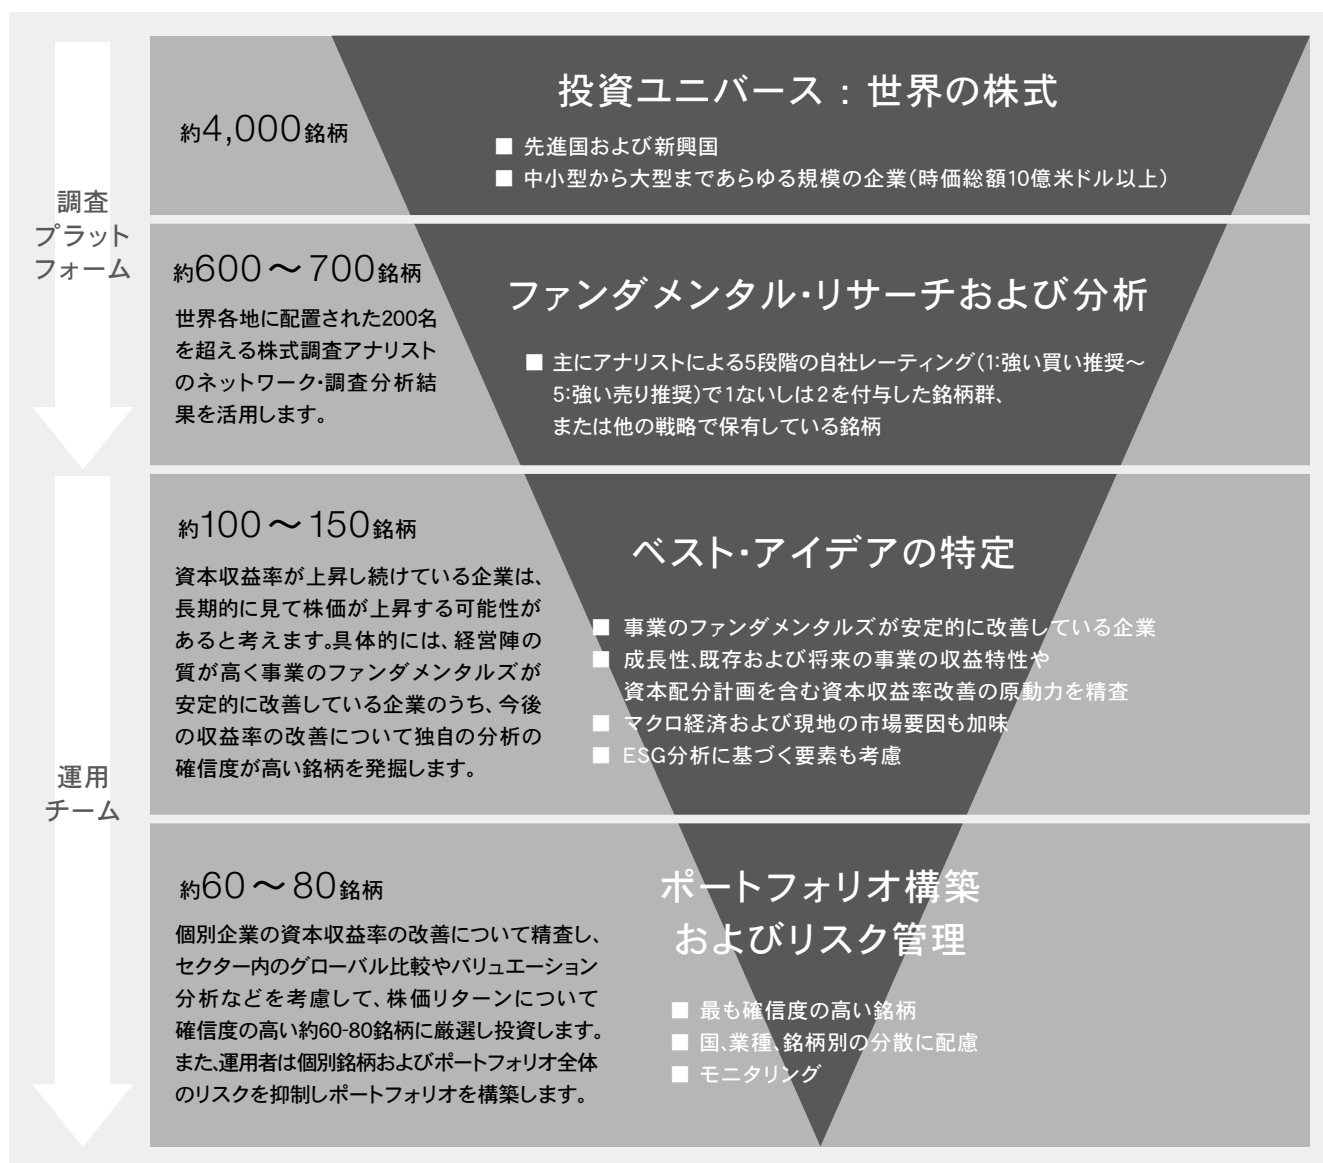 調査
プラット
フォーム
約4,000銘柄
投資ユニバース：世界の株式
■ 先進国および新興国
■ 中小型から大型まであらゆる規模の企業（時価総額10億米ドル以上）
約600～700銘柄
世界各地に配置された200名
を超える株式調査アナリスト
のネットワーク・調査分析結
果を活用します。
ファンダメンタル・リサーチおよび分析
■ 主にアナリストによる5段階の自社レーティング（1:強い買い推奨～
5:強い売り推奨）で1ないしは2を付与した銘柄群、
または他の戦略で保有している銘柄
運用
チーム
約100～150銘柄
資本収益率が上昇し続けている企業は、
長期的に見て株価が上昇する可能性が
あると考えます。具体的には、経営陣の
質が高く事業のファンダメンタルズが
安定的に改善している企業のうち、今後
の収益率の改善について独自の分析の
確信度が高い銘柄を発掘します。
ベスト・アイデアの特定
■ 事業のファンダメンタルズが安定的に改善している企業
■ 成長性、既存および将来の事業の収益特性や
資本配分計画を含む資本収益率改善の原動力を精査
■ マクロ経済および現地の市場要因も加味
■ ESG分析に基づく要素も考慮
約60～80銘柄
個別企業の資本収益率の改善について精査し、
セクター内のグローバル比較やバリュエーション
分析などを考慮して、株価リターンについて
確信度の高い約60-80銘柄に厳選し投資します。
また、運用者は個別銘柄およびポートフォリオ全体
のリスクを抑制しポートフォリオを構築します。
ポートフォリオ構築
およびリスク管理
■ 最も確信度の高い銘柄
■ 国、業種、銘柄別の分散に配慮
■ モニタリング